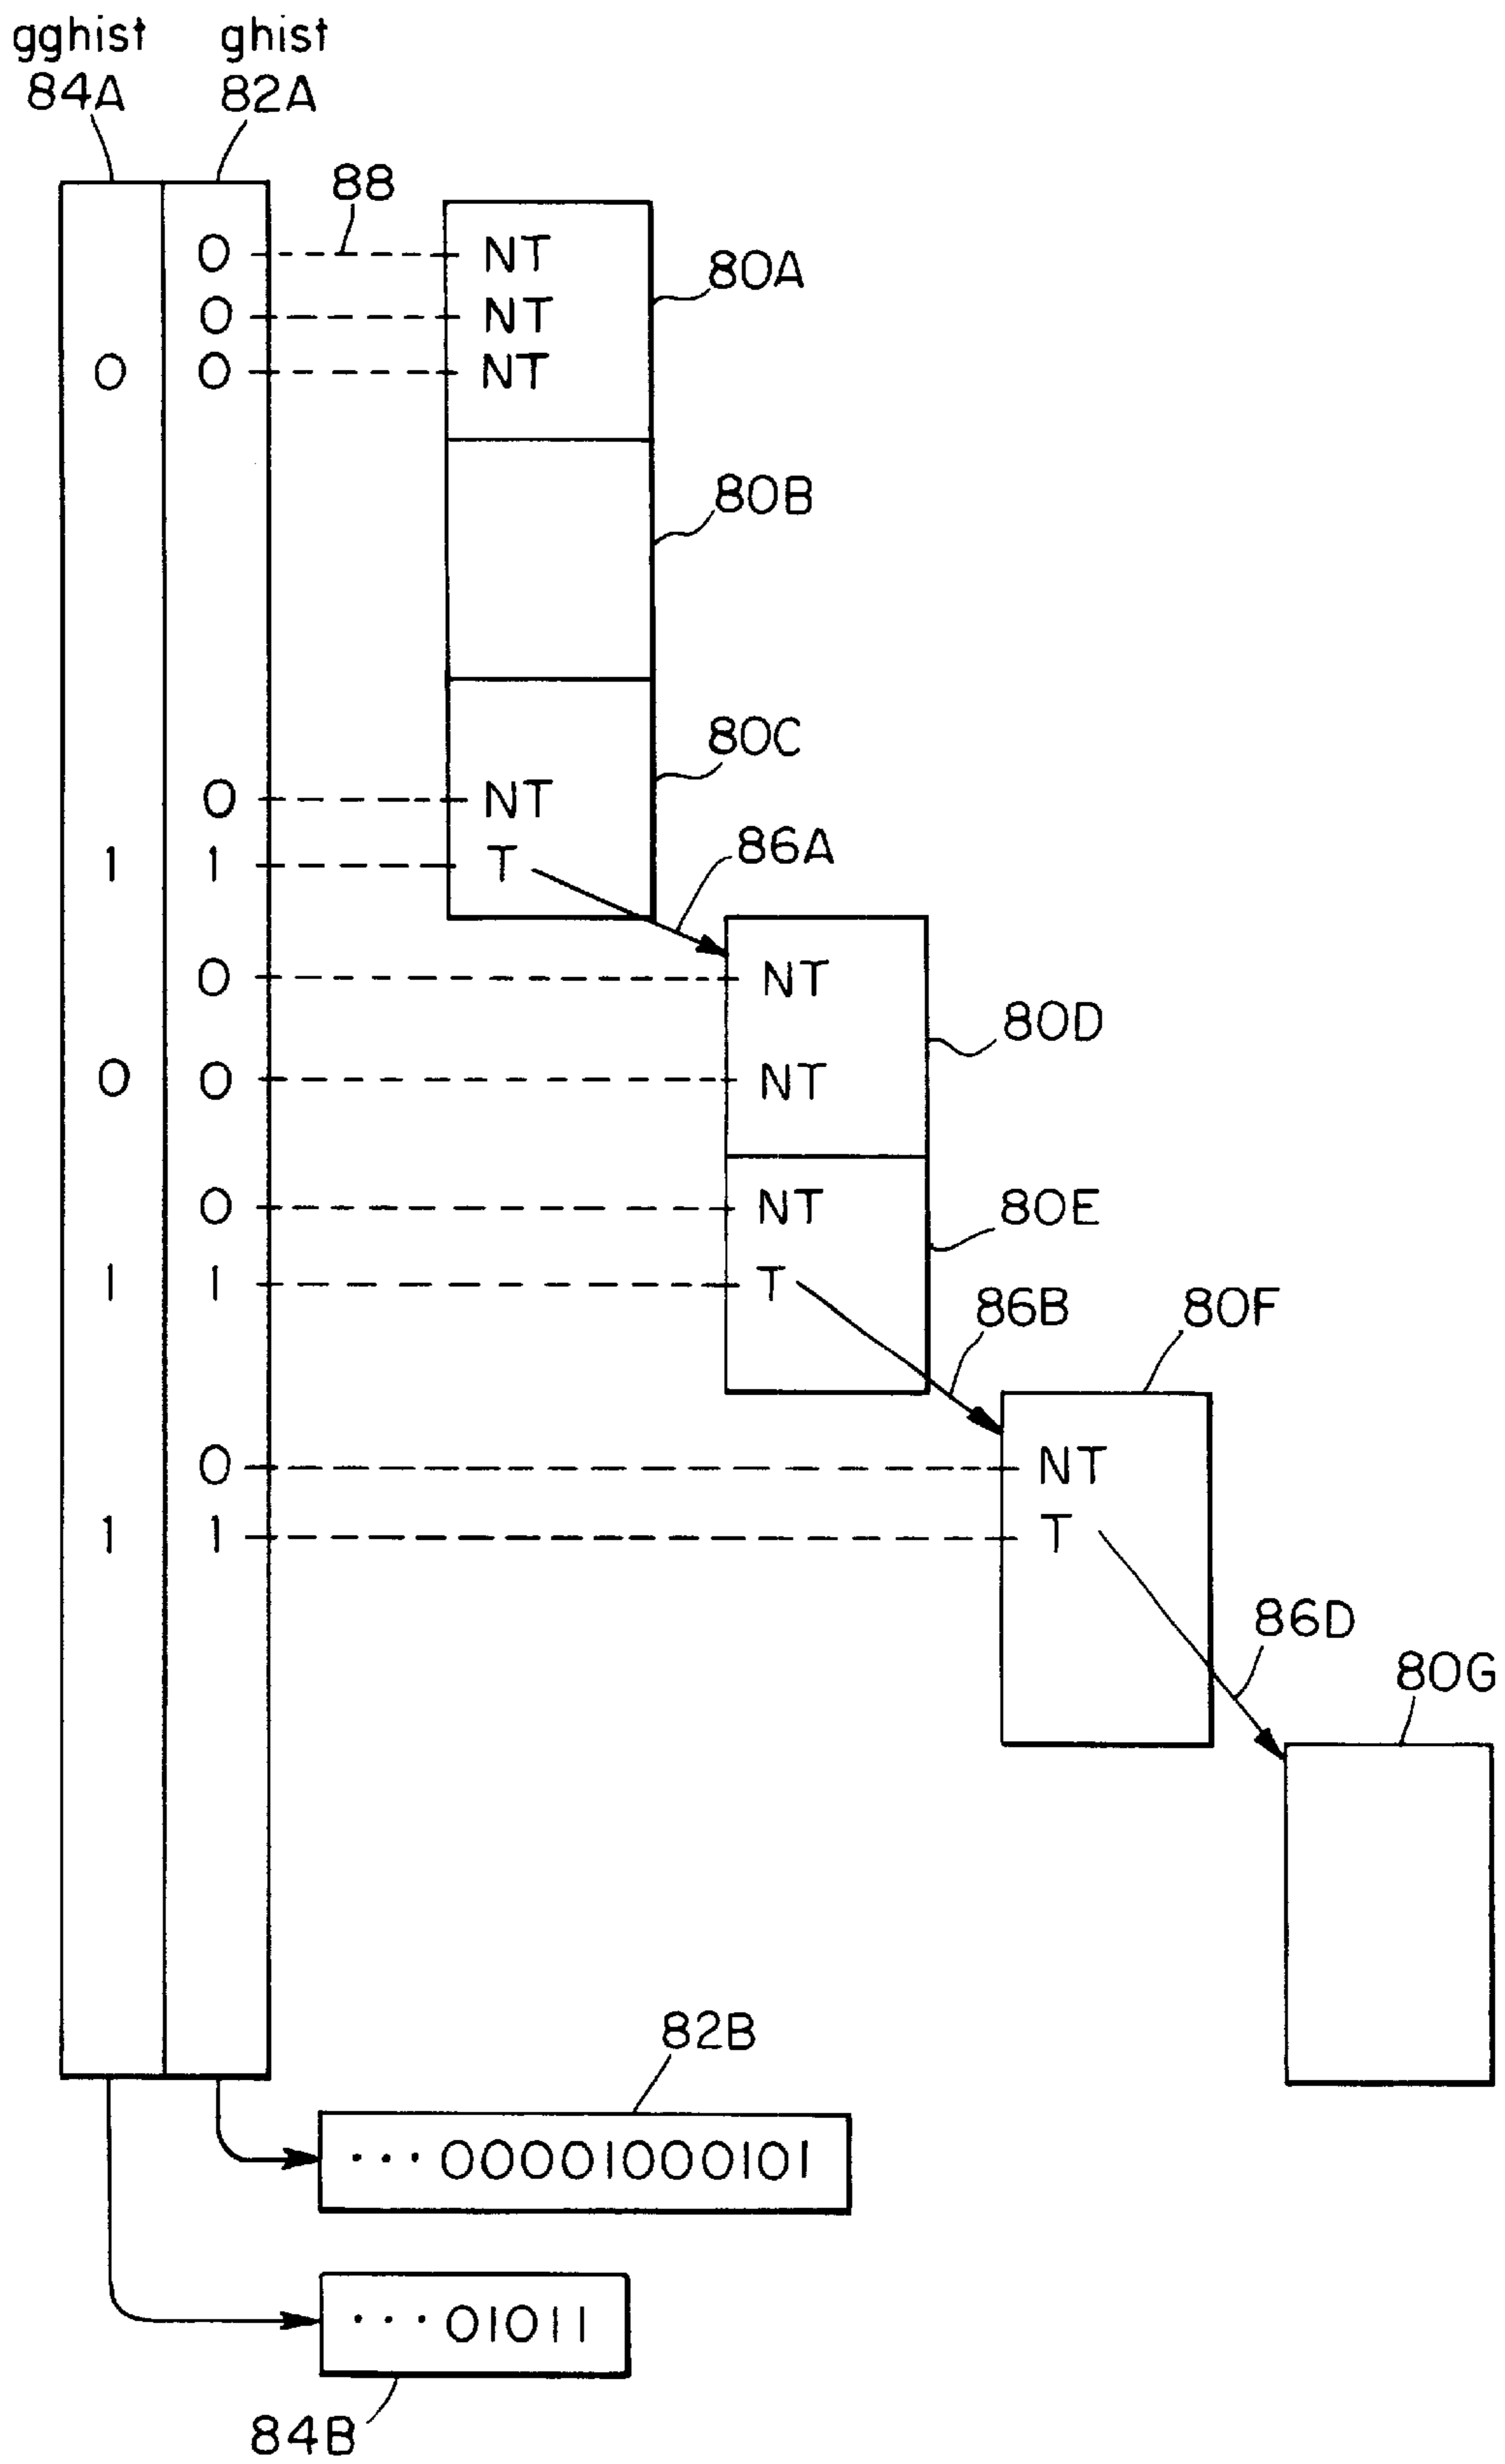 gghist ghist
84A 82A
88
0 NT
80A
0 NT
0 0 NT
80B
80C
0 NT
86A
1 1 T
0 NT
80D
0 0 NT
0 NT 80E
1 1 T
86B 80F
0 NT
1 1 T
86D
80G
82B
• • • 00001000101
• • • 01011
84B